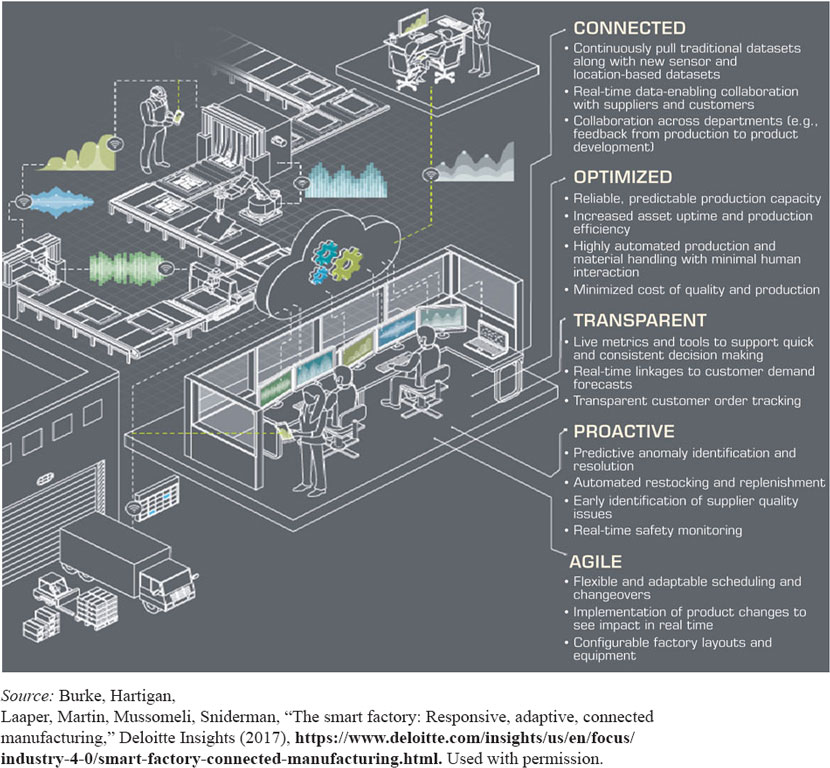 CONNECTED
• Continuously pull traditional datasets
along with new sensor and
location-based datasets
• Real-time data-enabling collaboration
with suppliers and customers
• Collaboration across departments (e.g.,
feedback from production to product
development)
OPTIMIZED
• Reliable, predictable production capacity
• Increased asset uptime and production
efficiency
• Highly automated production and
material handling with minimal human
interaction
• Minimized cost of quality and production
TRANSPARENT
• Live metrics and tools to support quick
and consistent decision making
• Real-time linkages to customer demand
forecasts
• Transparent customer order tracking
PROACTIVE
• Predictive anomaly identification and
resolution
• Automated restocking and replenishment
• Early identification of supplier quality
issues
• Real-time safety monitoring
AGILE
• Flexible and adaptable scheduling and
changeovers
• Implementation of product changes to
see impact in real time
• Configurable factory layouts and
equipment
Source: Burke, Hartigan,
Laaper, Martin, Mussomeli, Sniderman, “The smart factory: Responsive, adaptive, connected
manufacturing,” Deloitte Insights (2017), https://www.deloitte.com/insights/us/en/focus/
industry-4-0/smart-factory-connected-manufacturing.html. Used with permission.